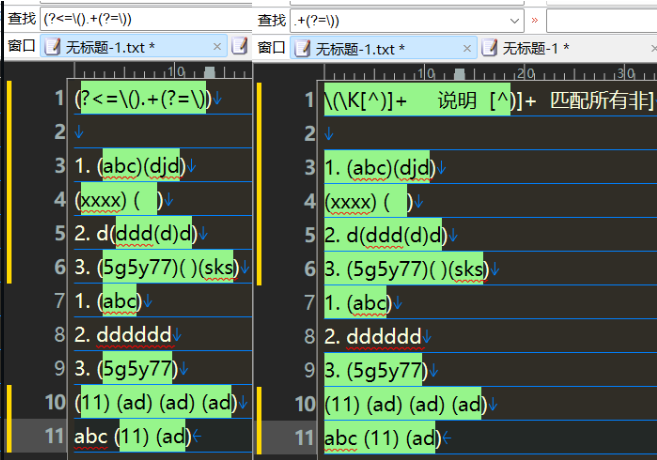 查找 (?<=\().+(?=\))
窗口 无标题-1.txt *
10
1 (?<=\().+(?=\))↓
2 ↓
3 1. (abc)(djd)↓
4 (xxxx) (   )↓
5 2. d(ddd(d)d)↓
6 3. (5g5y77)( )(sks)↓
7 1. (abc)↓
8 2. dddddd↓
9 3. (5g5y77)↓
10 (11) (ad) (ad) (ad)↓
11 abc (11) (ad)←
查找 .+(?=\)) »
窗口 无标题-1.txt * × 无标题-1 *
10 20 30
1 \(\K[^)]+   说明 [^)]+ 匹配所有非]
2 ↓
3 1. (abc)(djd)↓
4 (xxxx) (   )↓
5 2. d(ddd(d)d)↓
6 3. (5g5y77)( )(sks)↓
7 1. (abc)↓
8 2. dddddd↓
9 3. (5g5y77)↓
10 (11) (ad) (ad) (ad)↓
11 abc (11) (ad)←